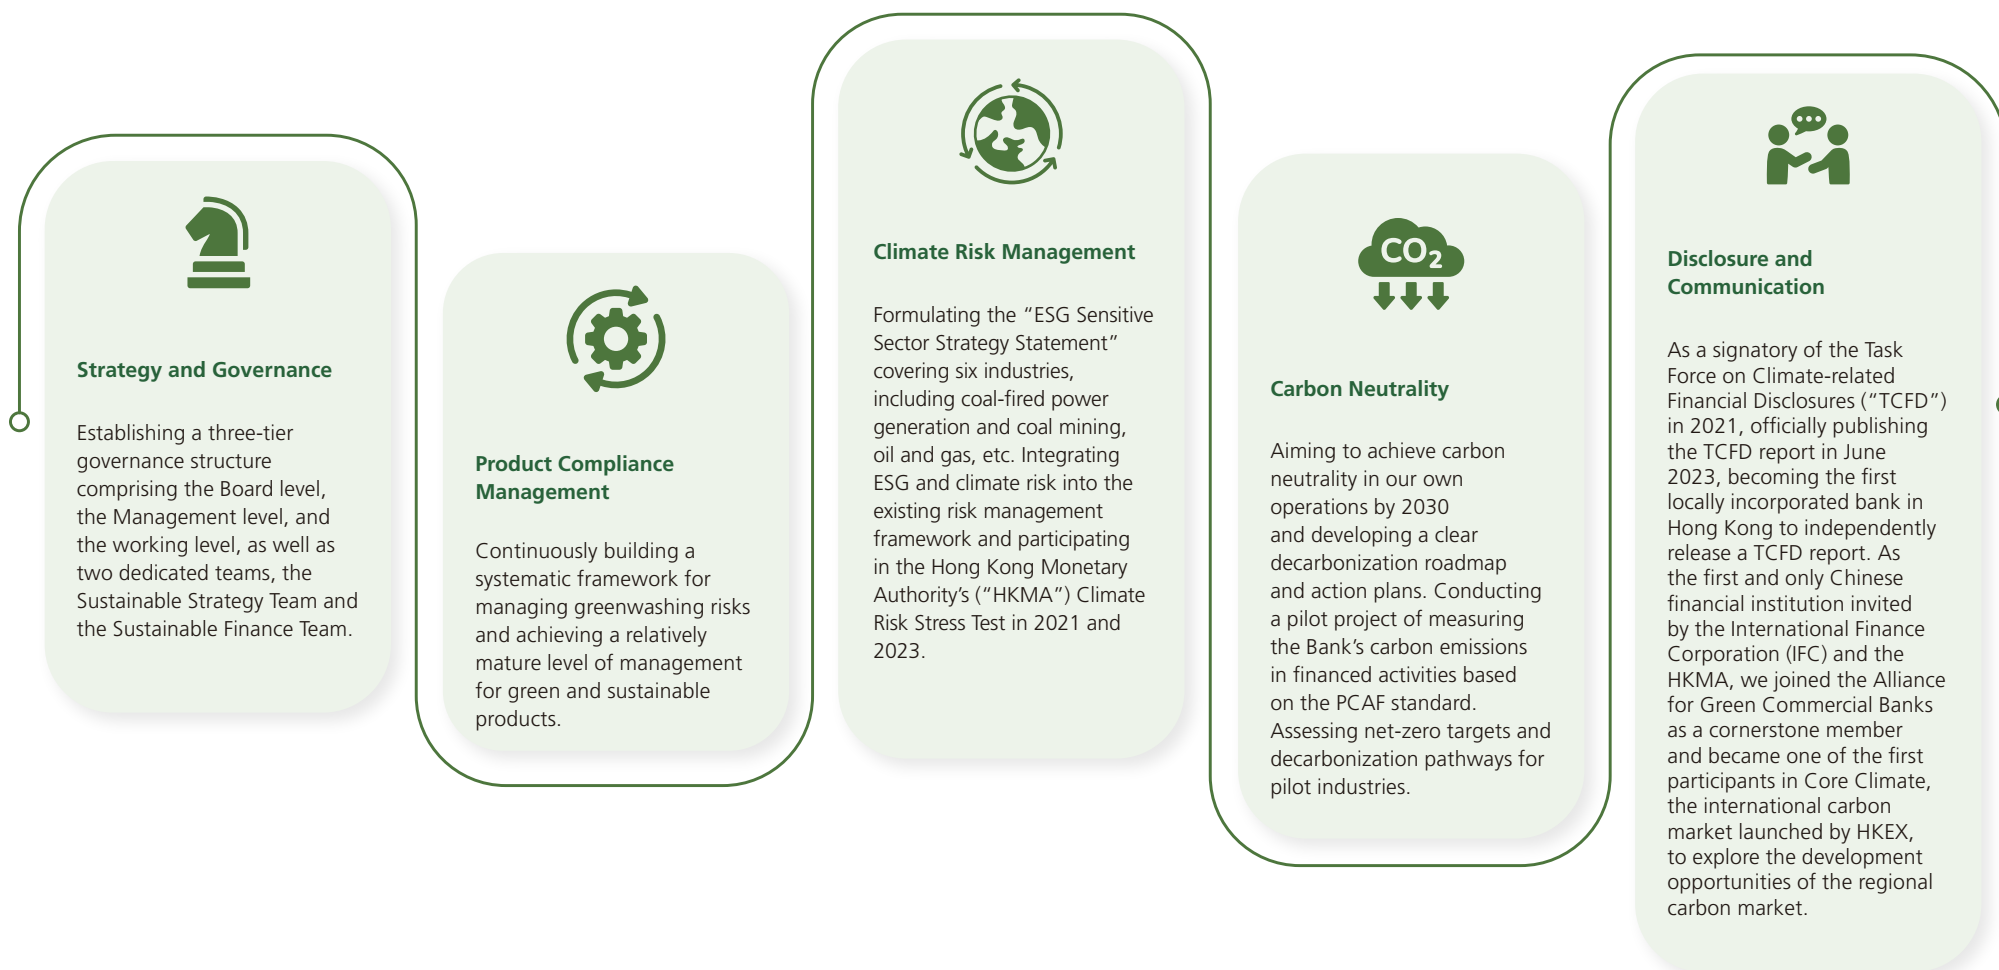 Strategy and Governance
Establishing a three-tier
governance structure
comprising the Board level,
the Management level, and
the working level, as well as
two dedicated teams, the
Sustainable Strategy Team and
the Sustainable Finance Team.
Product Compliance
Management
Continuously building a
systematic framework for
managing greenwashing risks
and achieving a relatively
mature level of management
for green and sustainable
products.
Climate Risk Management
Formulating the “ESG Sensitive
Sector Strategy Statement”
covering six industries,
including coal-fired power
generation and coal mining,
oil and gas, etc. Integrating
ESG and climate risk into the
existing risk management
framework and participating
in the Hong Kong Monetary
Authority’s (“HKMA”) Climate
Risk Stress Test in 2021 and
2023.
CO2
Carbon Neutrality
Aiming to achieve carbon
neutrality in our own
operations by 2030
and developing a clear
decarbonization roadmap
and action plans. Conducting
a pilot project of measuring
the Bank’s carbon emissions
in financed activities based
on the PCAF standard.
Assessing net-zero targets and
decarbonization pathways for
pilot industries.
Disclosure and
Communication
As a signatory of the Task
Force on Climate-related
Financial Disclosures (“TCFD”)
in 2021, officially publishing
the TCFD report in June
2023, becoming the first
locally incorporated bank in
Hong Kong to independently
release a TCFD report. As
the first and only Chinese
financial institution invited
by the International Finance
Corporation (IFC) and the
HKMA, we joined the Alliance
for Green Commercial Banks
as a cornerstone member
and became one of the first
participants in Core Climate,
the international carbon
market launched by HKEX,
to explore the development
opportunities of the regional
carbon market.